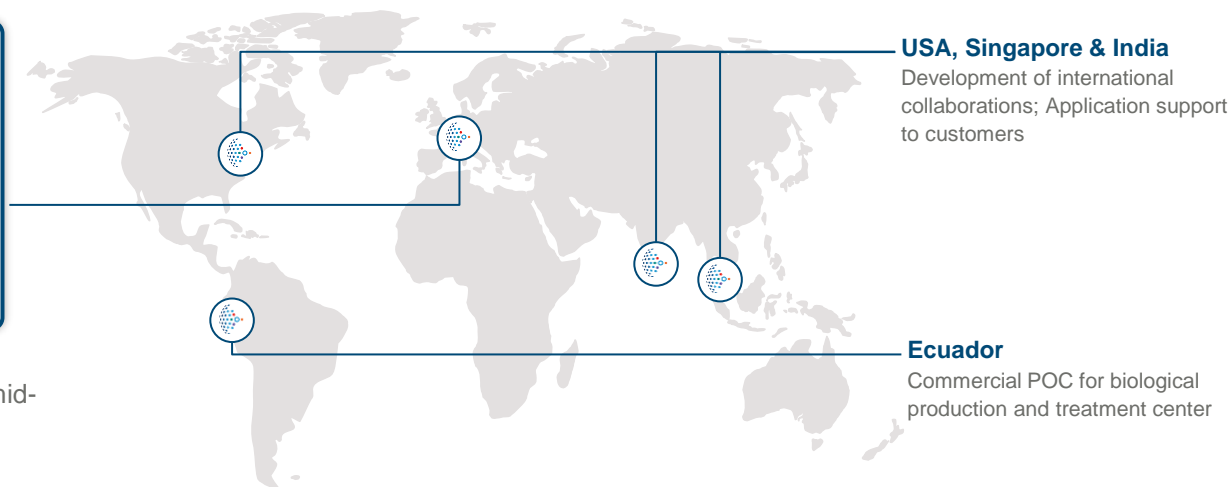 USA, Singapore & India
Development of international
collaborations; Application support
to customers
Ecuador
Commercial POC for biological
production and treatment center